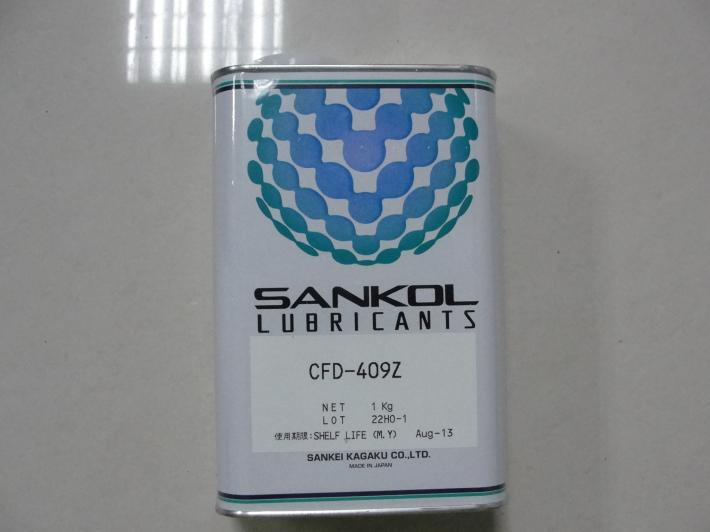 SANKOL
LUBRICANTS
CFD-409Z
NET 1 Kg
LOT 22HO-1
使用期限:SHELF LIFE (M.Y) Aug-13
SANKEI KAGAKU CO.,LTD.
MADE IN JAPAN